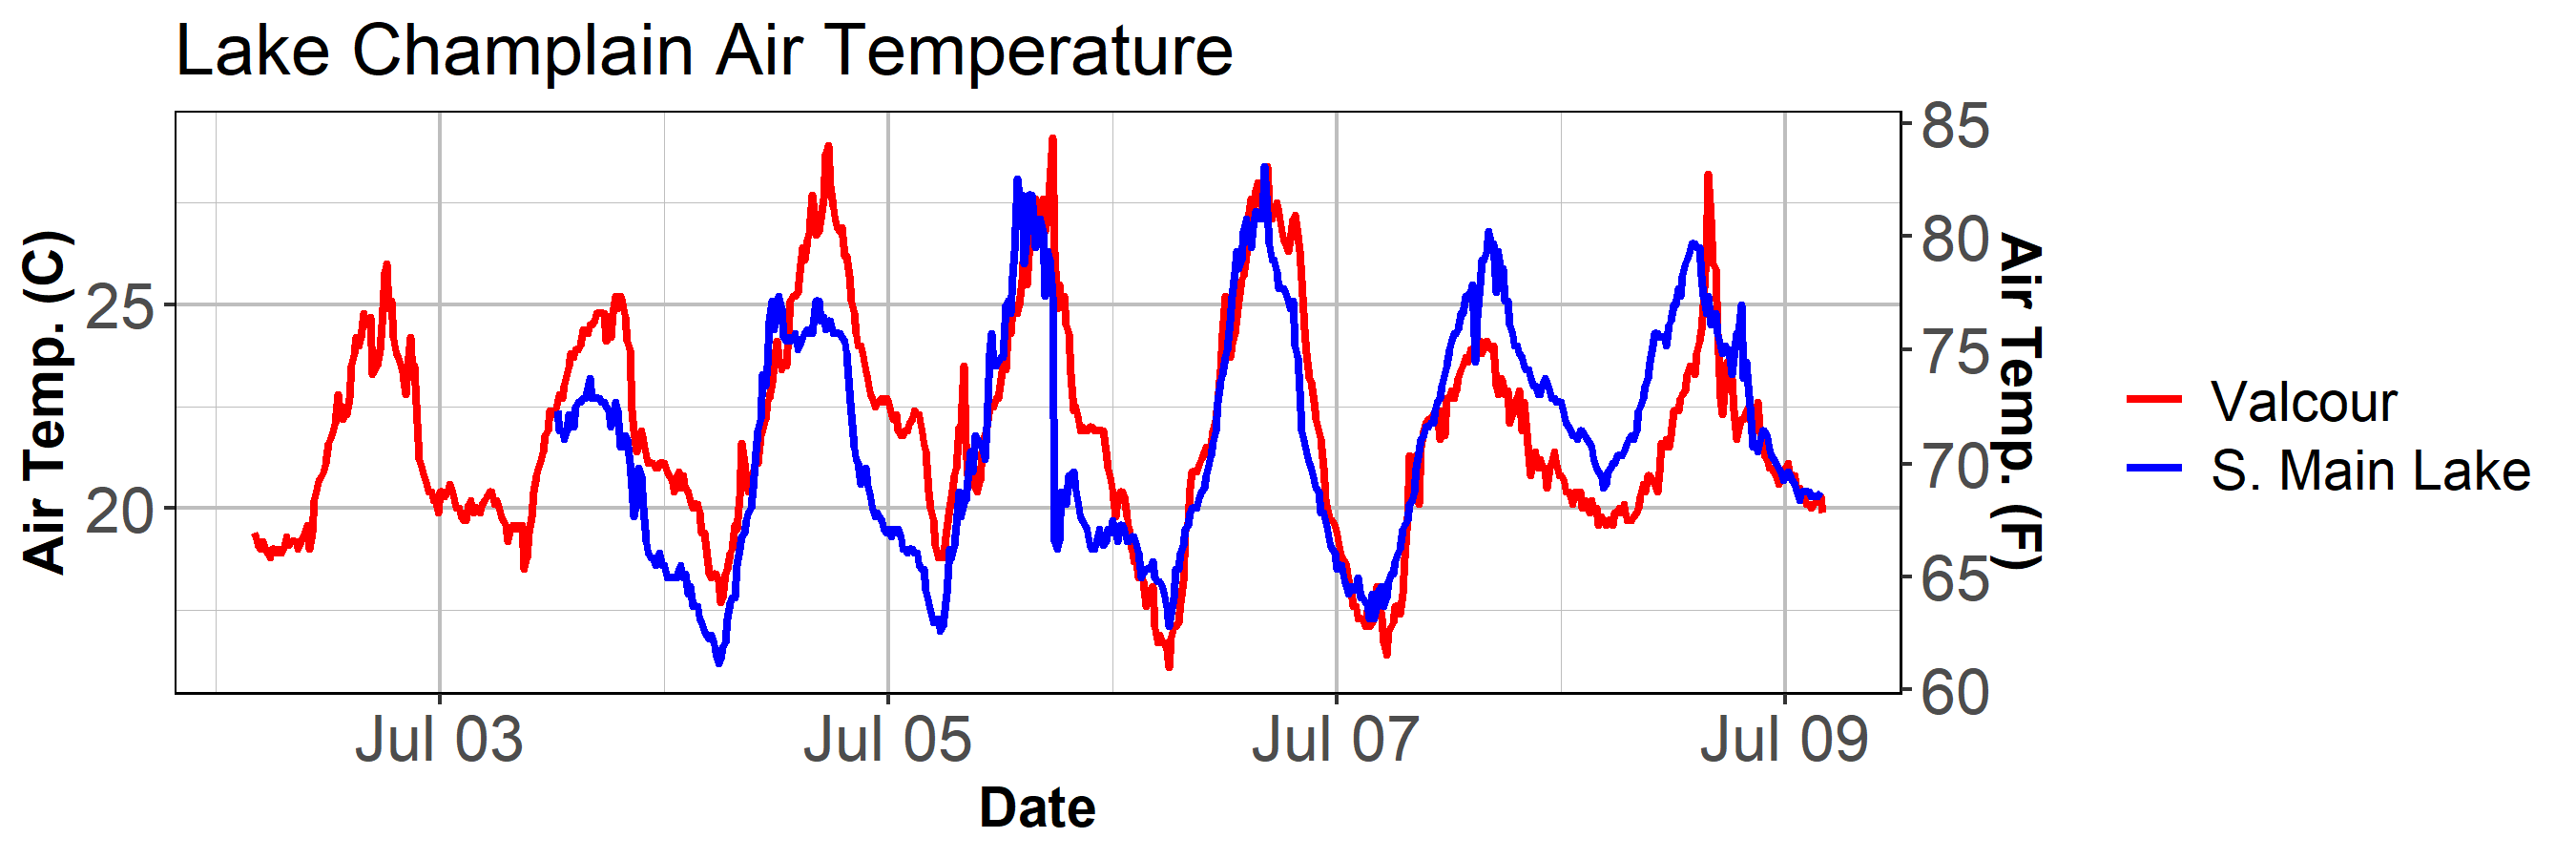 Lake Champlain Air Temperature
Air Temp. (C)
25
20
85
80
75
70
65
60
Air Temp. (F)
Jul 03
Jul 05
Jul 07
Jul 09
Date
Valcour
S. Main Lake